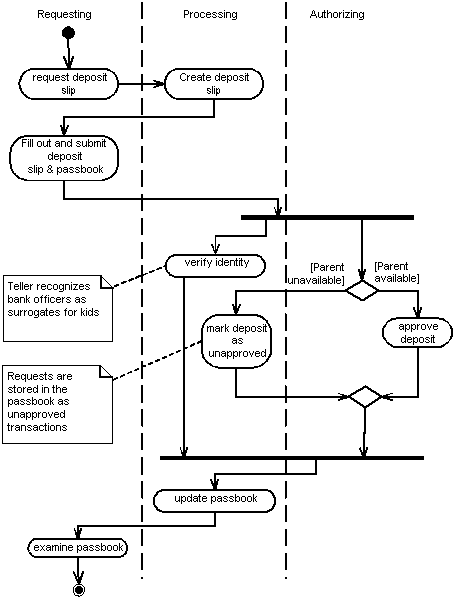 Requesting
Processing
Authorizing
request deposit
slip
Create deposit
slip
Fill out and submit
deposit
slip & passbook
verify identity
[Parent
unavailable]
[Parent
available]
Teller recognizes
bank officers as
surrogates for kids
mark deposit
as
unapproved
approve
deposit
Requests are
stored in the
passbook as
unapproved
transactions
update passbook
examine passbook